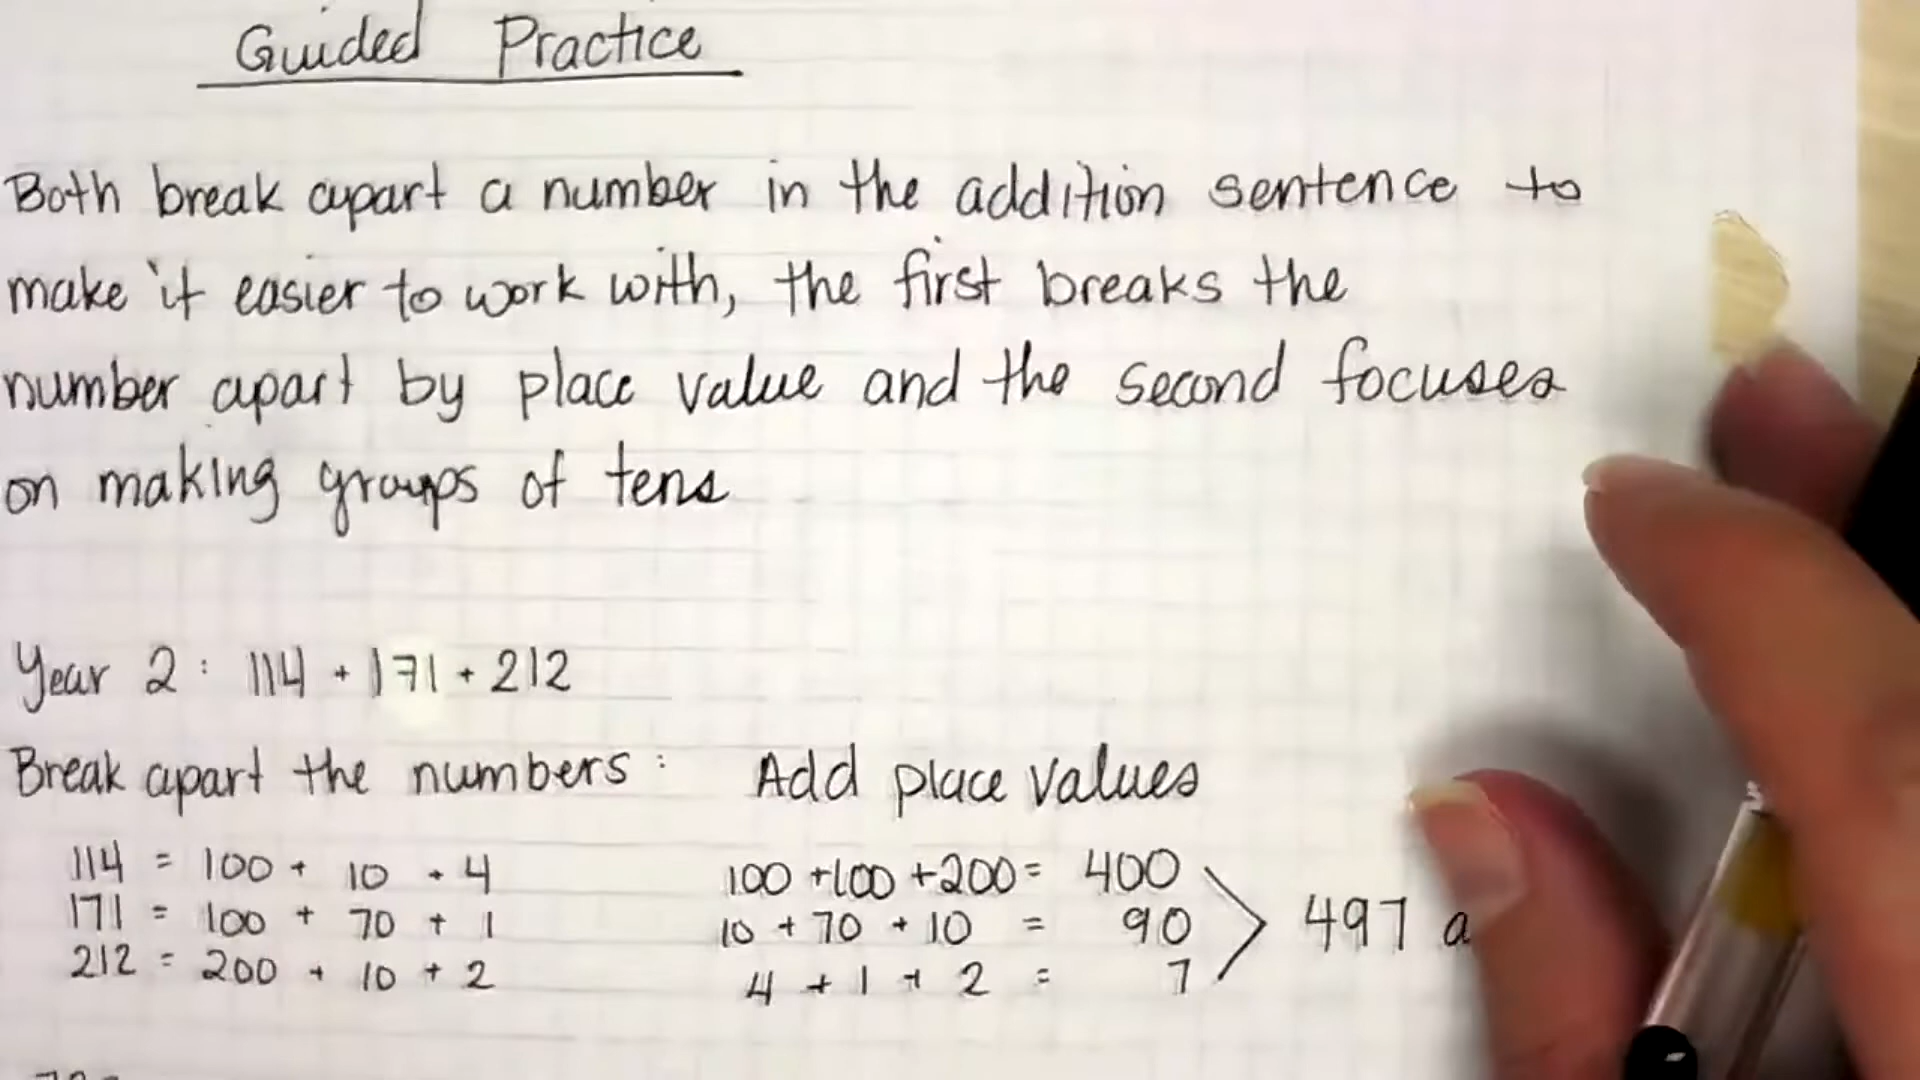 Guided Practice
Both break apart a number in the addition sentence to
make it easier to work with, the first breaks the
number apart by place value and the second focuses
on making groups of tens
Year 2 : 114 + 171 + 212
Break apart the numbers : Add place values
114 = 100 + 10 + 4 100 + 100 + 200 = 400
171 = 100 + 70 + 1 10 + 70 + 10 = 90 497 a
212 = 200 + 10 + 2 4 + 1 + 2 = 7